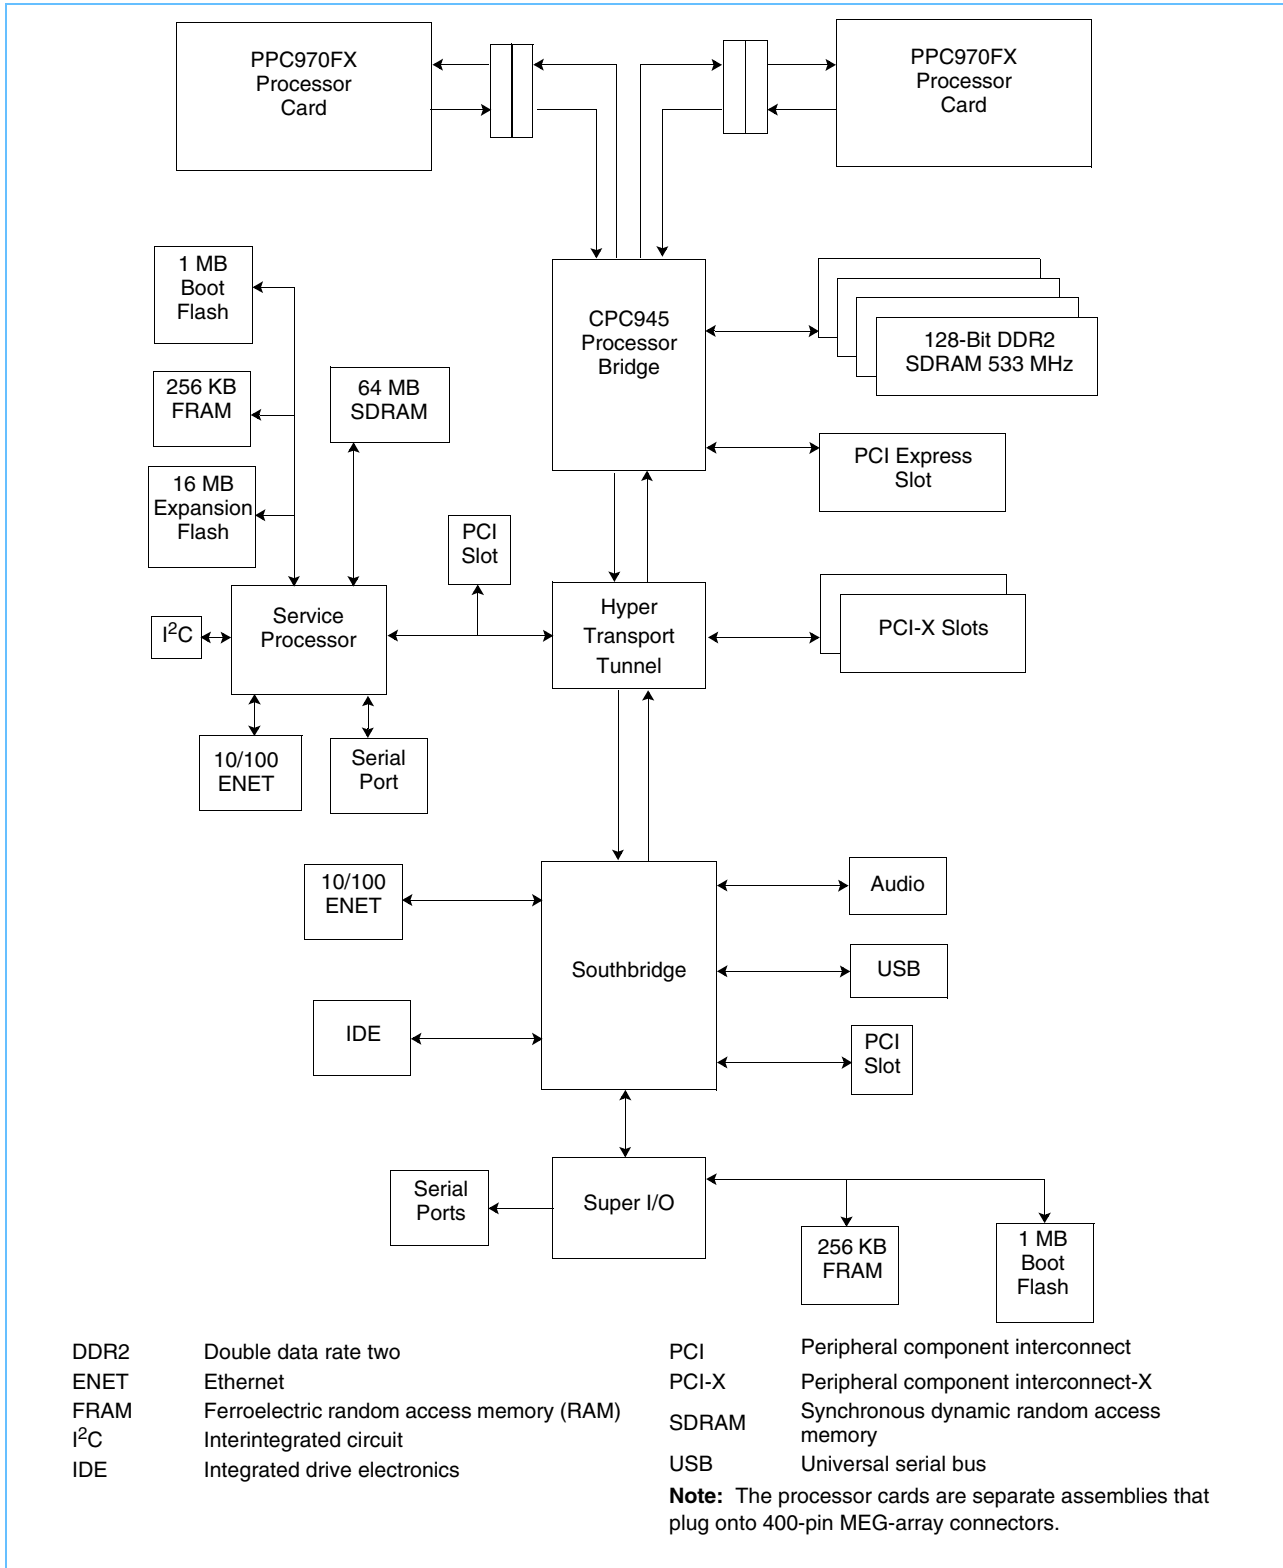 PPC970FX
Processor
Card
PPC970FX
Processor
Card
1 MB
Boot
Flash
CPC945
Processor
Bridge
128-Bit DDR2
SDRAM 533 MHz
256 KB
FRAM
64 MB
SDRAM
PCI Express
Slot
16 MB
Expansion
Flash
PCI
Slot
I²C
Service
Processor
Hyper
Transport
Tunnel
PCI-X Slots
10/100
ENET
Serial
Port
10/100
ENET
Southbridge
Audio
USB
IDE
PCI
Slot
Serial
Ports
Super I/O
256 KB
FRAM
1 MB
Boot
Flash
DDR2 Double data rate two
ENET Ethernet
FRAM Ferroelectric random access memory (RAM)
I²C Interintegrated circuit
IDE Integrated drive electronics
PCI Peripheral component interconnect
PCI-X Peripheral component interconnect-X
SDRAM Synchronous dynamic random access
memory
USB Universal serial bus
Note: The processor cards are separate assemblies that
plug onto 400-pin MEG-array connectors.